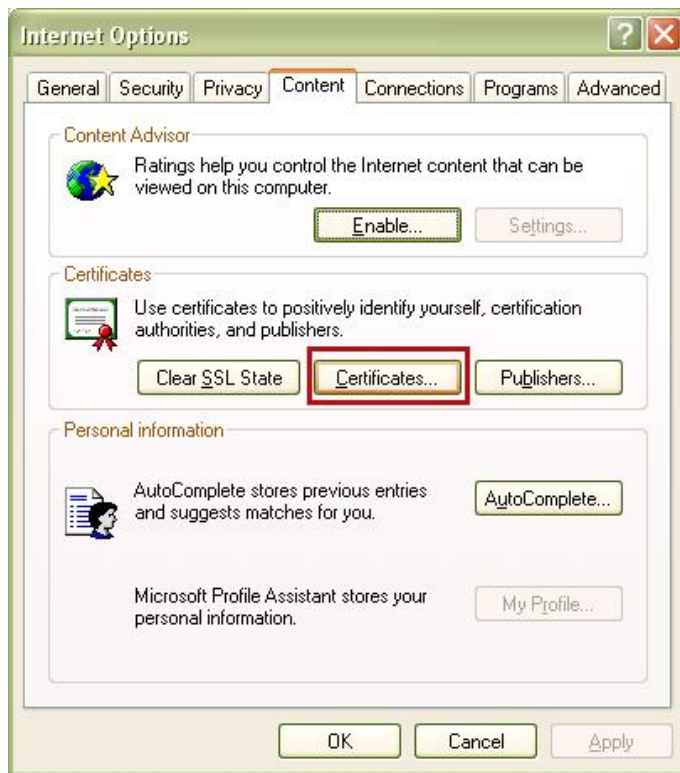 Internet Options
General Security Privacy Content Connections Programs Advanced
Content Advisor
Ratings help you control the Internet content that can be
viewed on this computer.
Enable... Settings...
Certificates
Use certificates to positively identify yourself, certification
authorities, and publishers.
Clear SSL State Certificates... Publishers...
Personal information
AutoComplete stores previous entries
and suggests matches for you.
AutoComplete...
Microsoft Profile Assistant stores your
personal information.
My Profile...
OK Cancel Apply